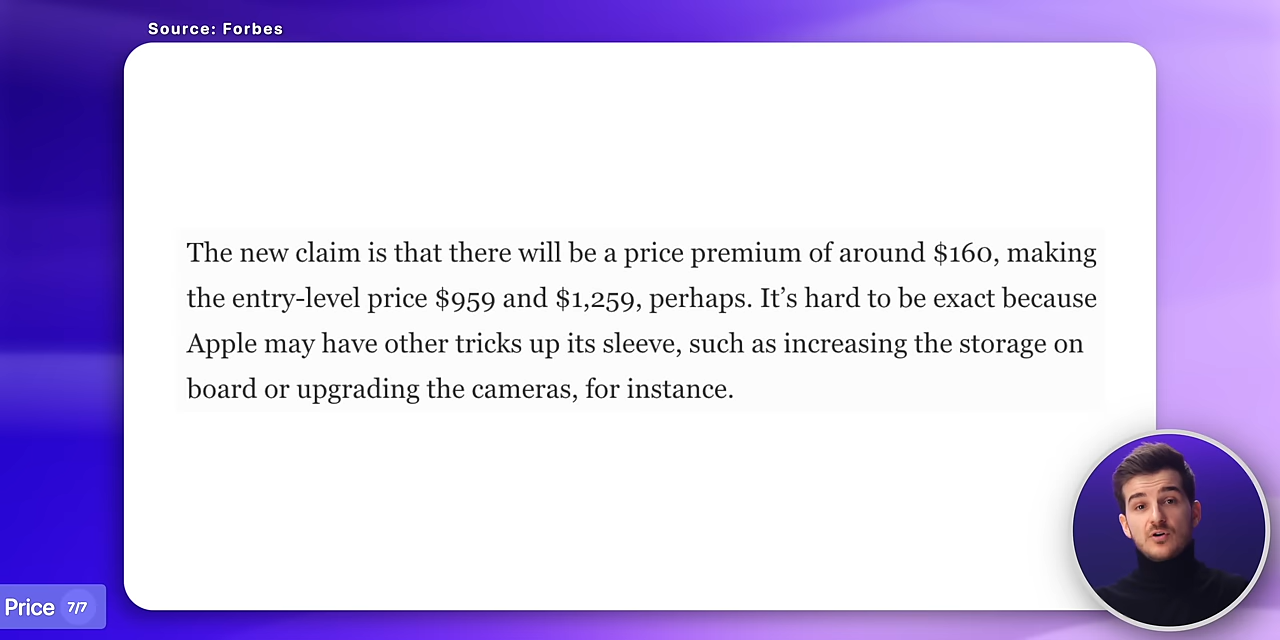 Source: Forbes
The new claim is that there will be a price premium of around $160, making
the entry-level price $959 and $1,259, perhaps. It’s hard to be exact because
Apple may have other tricks up its sleeve, such as increasing the storage on
board or upgrading the cameras, for instance.
Price 7/7